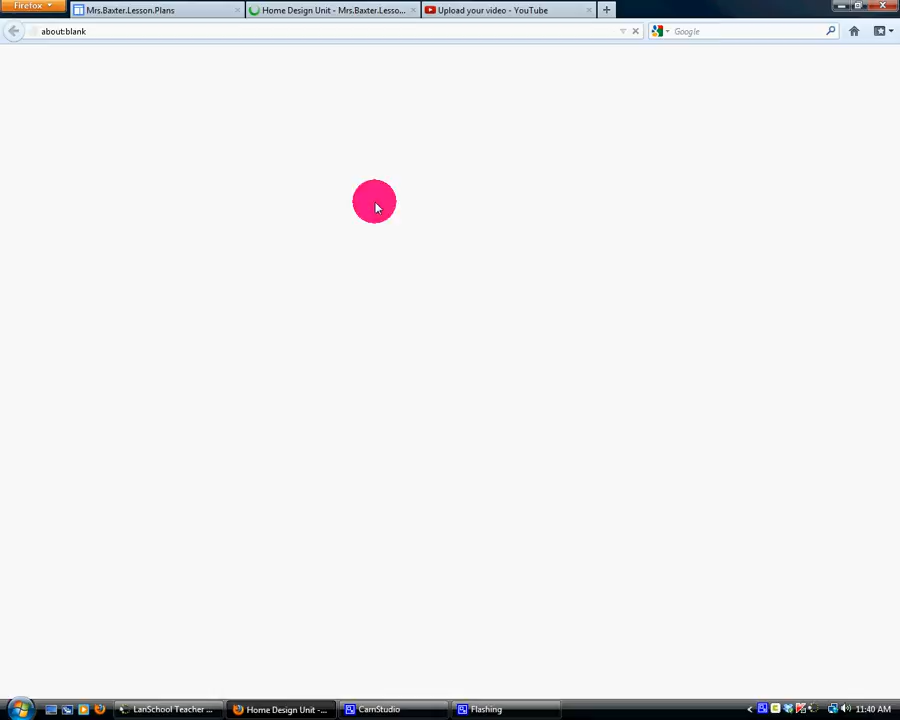 Firefox
Mrs.Baxter.Lesson.Plans
Home Design Unit - Mrs.Baxter.Lesso...
Upload your video - YouTube
about:blank
Google
LanSchool Teacher ...
Home Design Unit -...
CamStudio
Flashing
11:40 AM